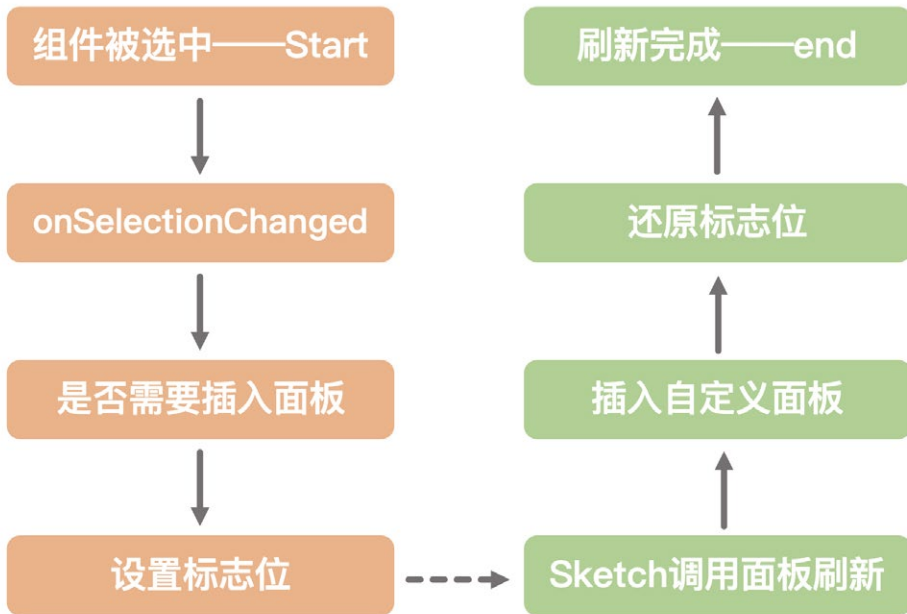 组件被选中——Start
onSelectionChanged
是否需要插入面板
设置标志位
Sketch调用面板刷新
插入自定义面板
还原标志位
刷新完成——end